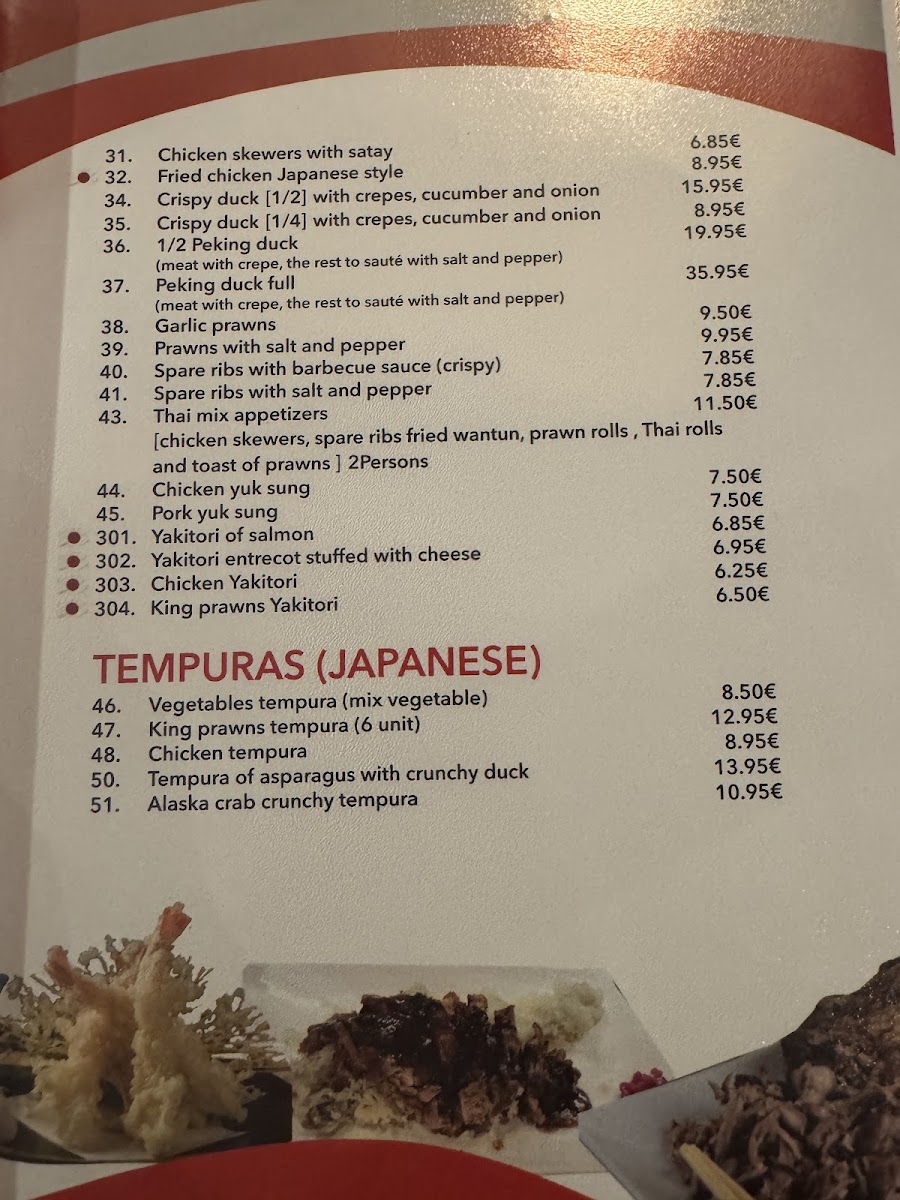 31. Chicken skewers with satay 6.85€
32. Fried chicken Japanese style 8.95€
34. Crispy duck [1/2] with crepes, cucumber and onion 15.95€
35. Crispy duck [1/4] with crepes, cucumber and onion 8.95€
36. 1/2 Peking duck 19.95€
(meat with crepe, the rest to sauté with salt and pepper)
37. Peking duck full 35.95€
(meat with crepe, the rest to sauté with salt and pepper)
38. Garlic prawns 9.50€
39. Prawns with salt and pepper 9.95€
40. Spare ribs with barbecue sauce (crispy) 7.85€
41. Spare ribs with salt and pepper 7.85€
43. Thai mix appetizers 11.50€
[chicken skewers, spare ribs fried wantun, prawn rolls , Thai rolls
and toast of prawns ] 2Persons
44. Chicken yuk sung 7.50€
45. Pork yuk sung 7.50€
301. Yakitori of salmon 6.85€
302. Yakitori entrecot stuffed with cheese 6.95€
303. Chicken Yakitori 6.25€
304. King prawns Yakitori 6.50€
TEMPURAS (JAPANESE)
46. Vegetables tempura (mix vegetable) 8.50€
47. King prawns tempura (6 unit) 12.95€
48. Chicken tempura 8.95€
50. Tempura of asparagus with crunchy duck 13.95€
51. Alaska crab crunchy tempura 10.95€